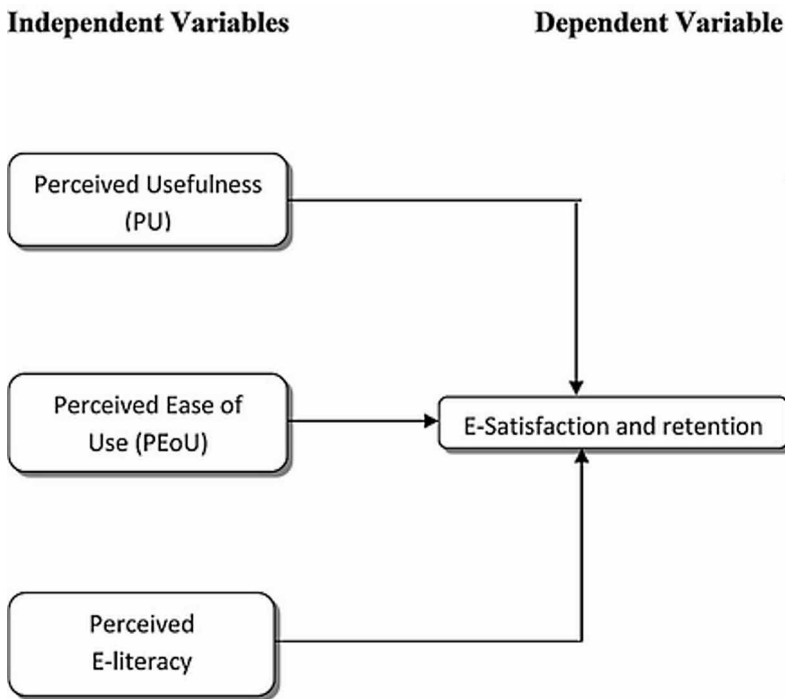 Independent Variables
Dependent Variable
Perceived Usefulness
(PU)
Perceived Ease of
Use (PEoU)
E-Satisfaction and retention
Perceived
E-literacy